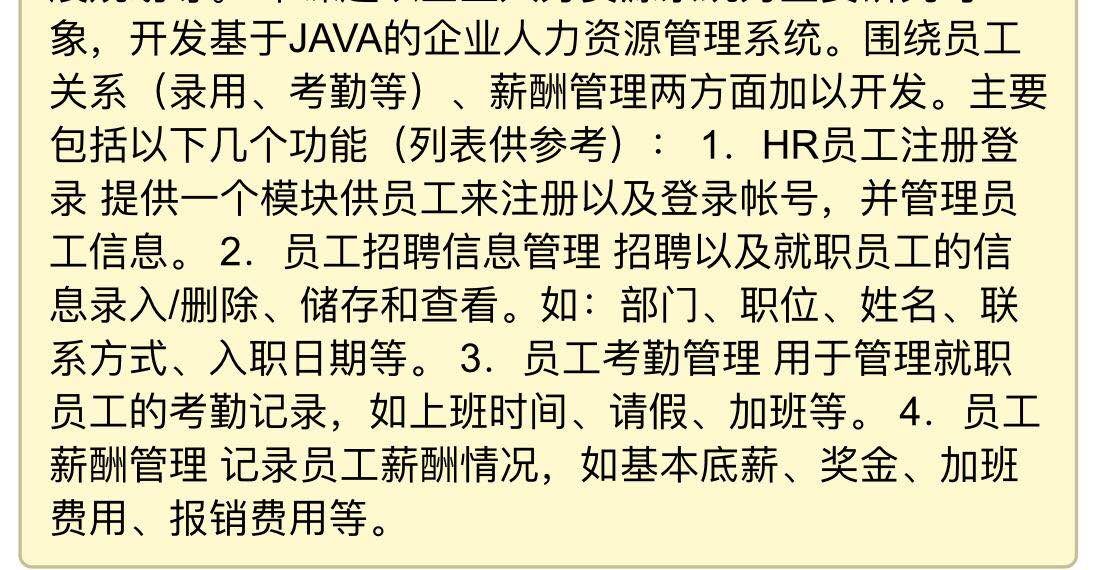 象，开发基于JAVA的企业人力资源管理系统。围绕员工
关系（录用、考勤等）、薪酬管理两方面加以开发。主要
包括以下几个功能（列表供参考）： 1．HR员工注册登
录 提供一个模块供员工来注册以及登录帐号，并管理员
工信息。 2．员工招聘信息管理 招聘以及就职员工的信
息录入/删除、储存和查看。如：部门、职位、姓名、联
系方式、入职日期等。 3．员工考勤管理 用于管理就职
员工的考勤记录，如上班时间、请假、加班等。 4．员工
薪酬管理 记录员工薪酬情况，如基本底薪、奖金、加班
费用、报销费用等。